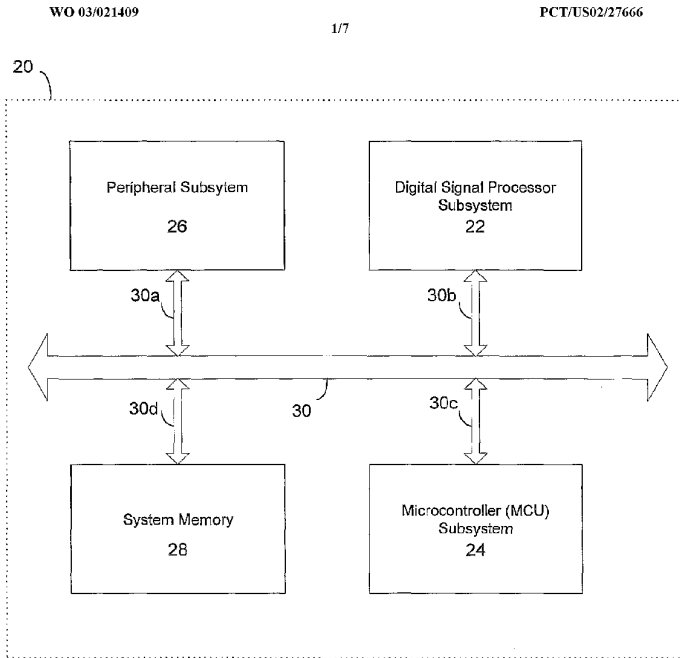 WO 03/021409 PCT/US02/27666
1/7
20
Peripheral Subsytem
26
Digital Signal Processor
Subsystem
22
30a
30b
30d
30
30c
System Memory
28
Microcontroller (MCU)
Subsystem
24